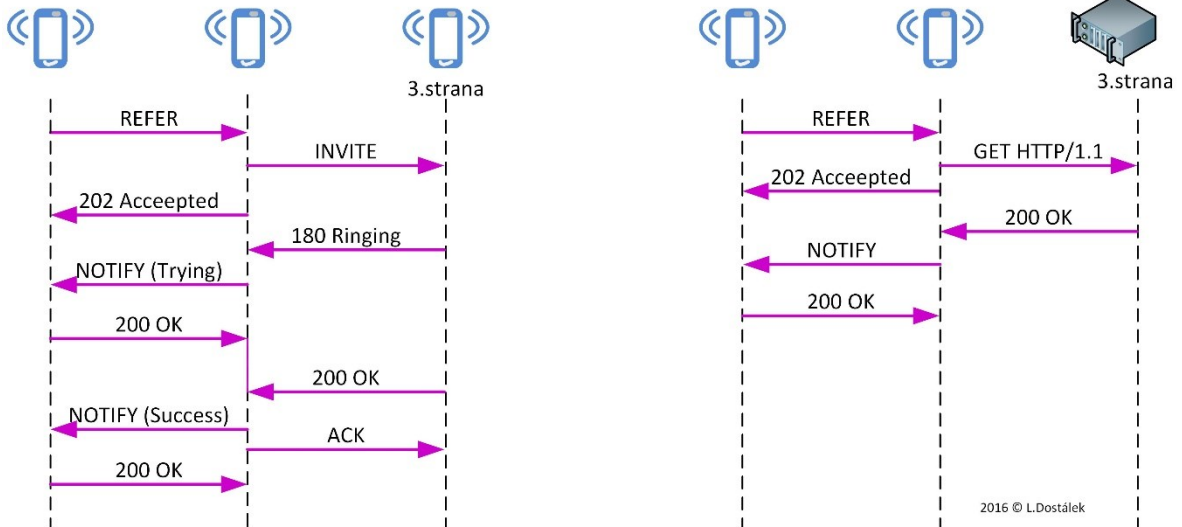 3.strana
REFER
INVITE
202 Acceepted
180 Ringing
NOTIFY (Trying)
200 OK
200 OK
NOTIFY (Success)
ACK
200 OK
3.strana
REFER
GET HTTP/1.1
202 Acceepted
200 OK
NOTIFY
200 OK
2016 © L.Dostálek